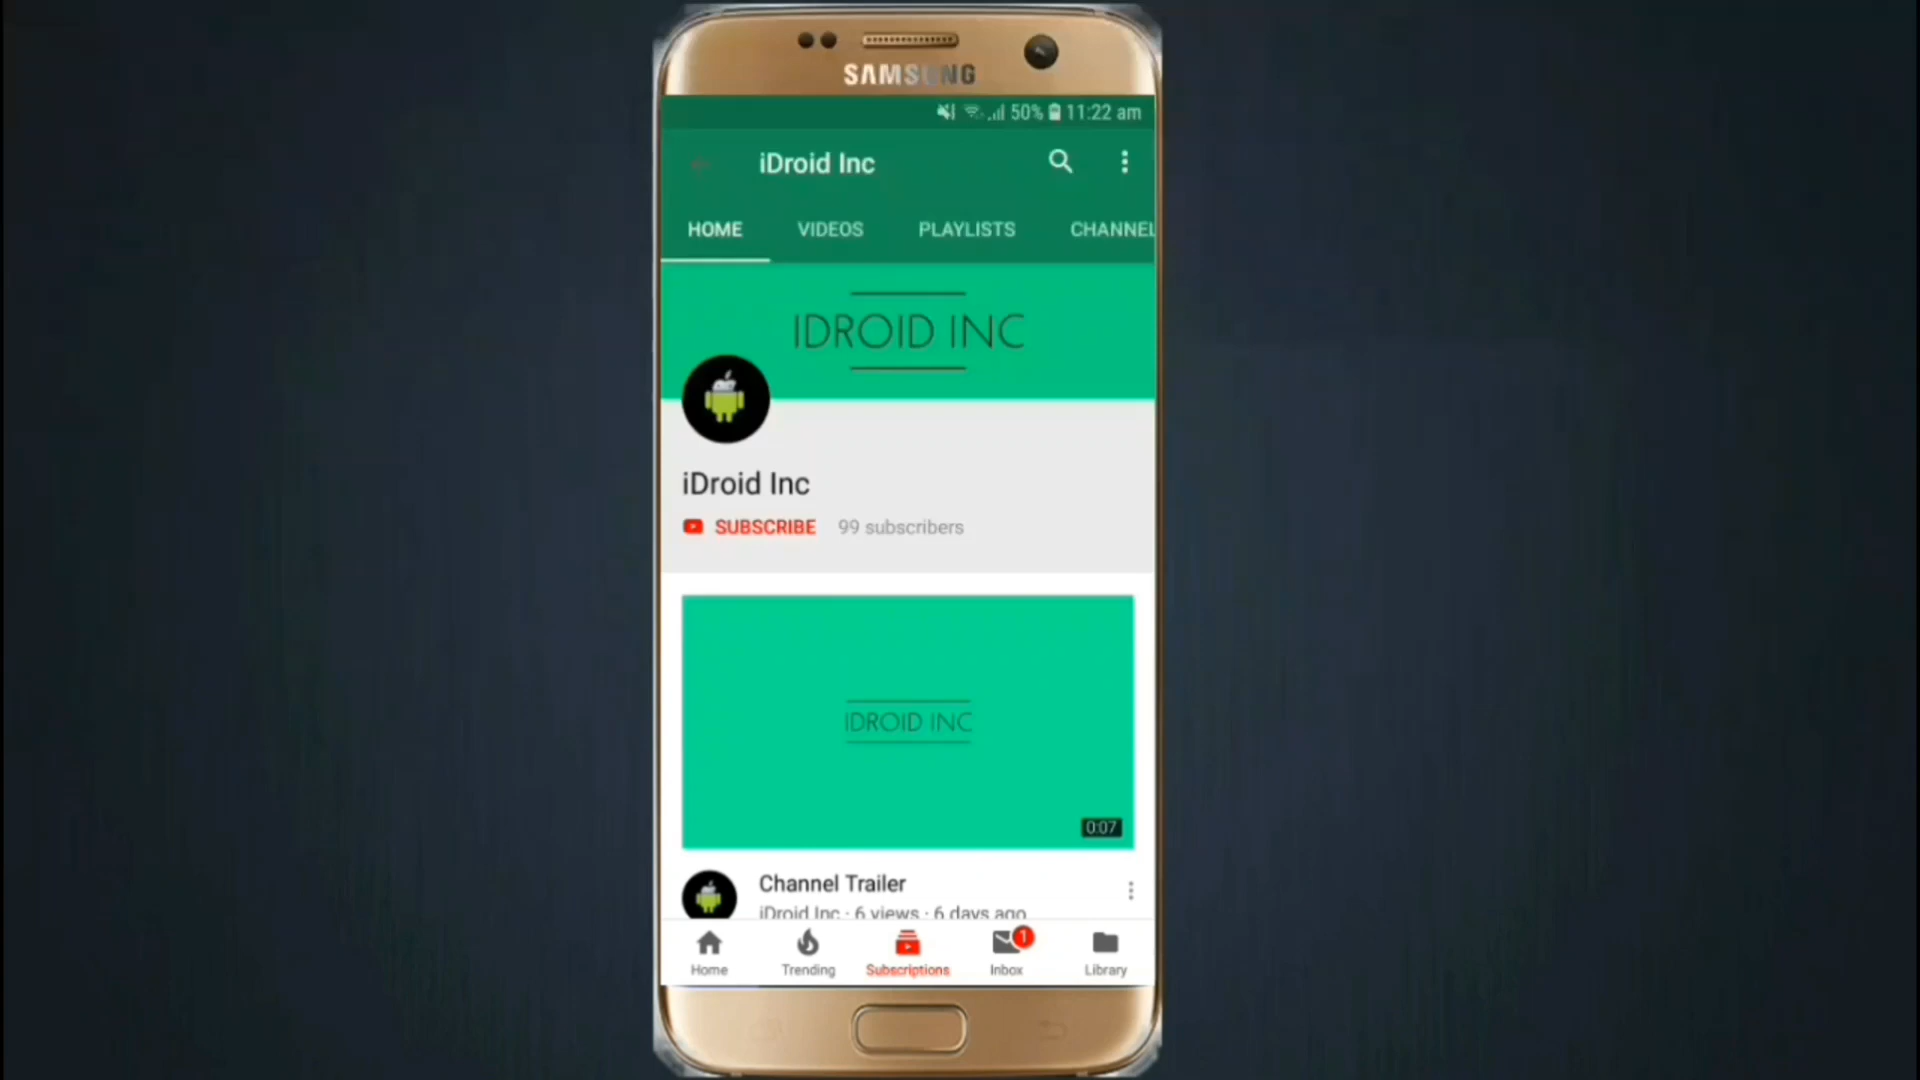 SAMSUNG
50% 11:22 am
iDroid Inc
HOME VIDEOS PLAYLISTS CHANNEL
IDROID INC
iDroid Inc
SUBSCRIBE 99 subscribers
IDROID INC
0:07
Channel Trailer
iDroid Inc · 6 views · 6 days ago
1
Home Trending Subscriptions Inbox Library